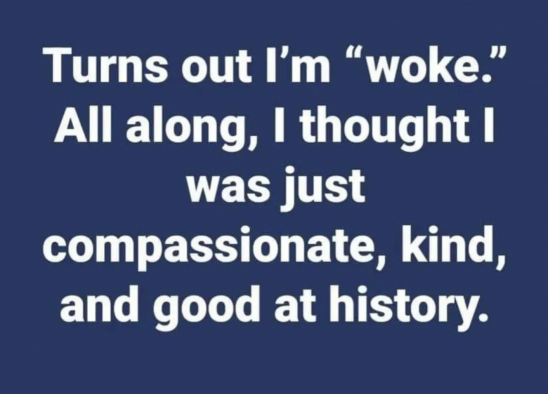 Turns out I’m “woke.”
All along, I thought I
was just
compassionate, kind,
and good at history.